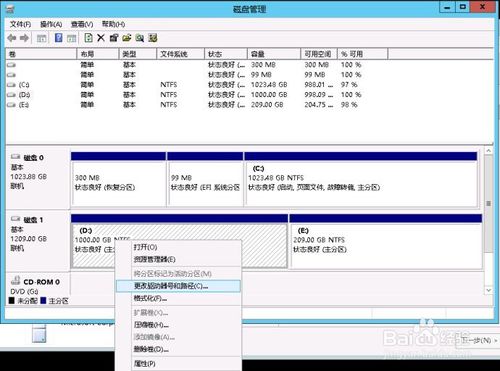 磁盘管理
文件(F) 操作(A) 查看(V) 帮助(H)
卷 布局 类型 文件系统 状态 容量 可用空间 % 可用
简单 基本 状态良好 (... 300 MB 300 MB 100 %
简单 基本 状态良好 (... 99 MB 99 MB 100 %
(C:) 简单 基本 NTFS 状态良好 (... 1023.48 GB 988.01... 97 %
(D:) 简单 基本 NTFS 状态良好 (... 1000.00 GB 998.09... 100 %
(E:) 简单 基本 NTFS 状态良好 (... 209.00 GB 204.75... 98 %
磁盘 0
基本
1023.88 GB
联机
300 MB
状态良好 (恢复分区)
99 MB
状态良好 (EFI 系统分区
(C:)
1023.48 GB NTFS
状态良好 (启动, 页面文件, 故障转储, 主分区)
磁盘 1
基本
1209.00 GB
联机
(D:)
1000.00 GB NTFS
状态良好 (主分
(E:)
209.00 GB NTFS
状态良好 (主分区)
CD-ROM 0
DVD (G:)
未分配 主分区
打开(O)
资源管理器(E)
将分区标记为活动分区(M)
更改驱动器号和路径(C)...
格式化(F)...
扩展卷(X)...
压缩卷(H)...
添加镜像(A)...
删除卷(D)...
属性(P)
下一步(N) >
Baidu 经验
jingyan.baidu.com